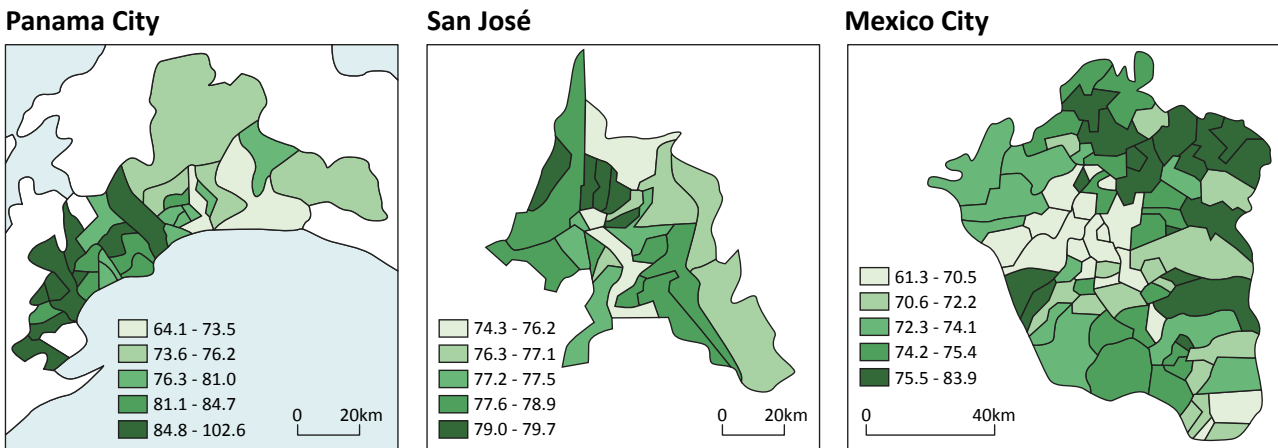 Panama City
64.1 - 73.5
73.6 - 76.2
76.3 - 81.0
81.1 - 84.7
84.8 - 102.6
0 20km
San José
74.3 - 76.2
76.3 - 77.1
77.2 - 77.5
77.6 - 78.9
79.0 - 79.7
0 20km
Mexico City
61.3 - 70.5
70.6 - 72.2
72.3 - 74.1
74.2 - 75.4
75.5 - 83.9
0 40km